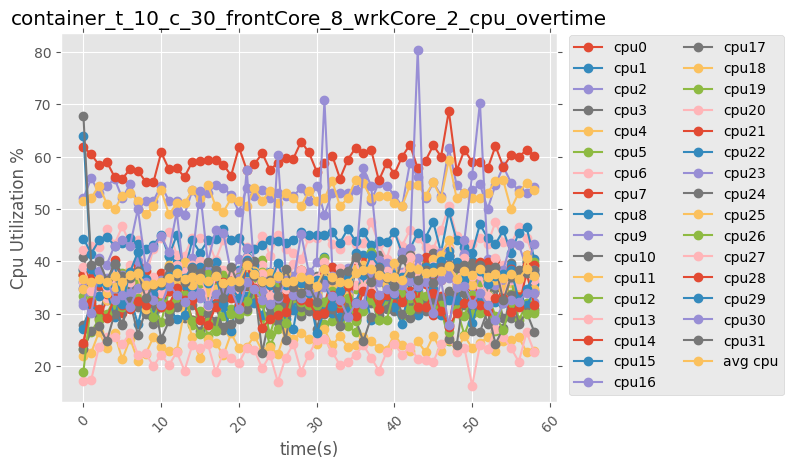 container_t_10_c_30_frontCore_8_wrkCore_2_cpu_overtime
Cpu Utilization %
80
70
60
50
40
30
20
0
10
20
30
40
50
60
time(s)
cpu0
cpu1
cpu2
cpu3
cpu4
cpu5
cpu6
cpu7
cpu8
cpu9
cpu10
cpu11
cpu12
cpu13
cpu14
cpu15
cpu16
cpu17
cpu18
cpu19
cpu20
cpu21
cpu22
cpu23
cpu24
cpu25
cpu26
cpu27
cpu28
cpu29
cpu30
cpu31
avg cpu